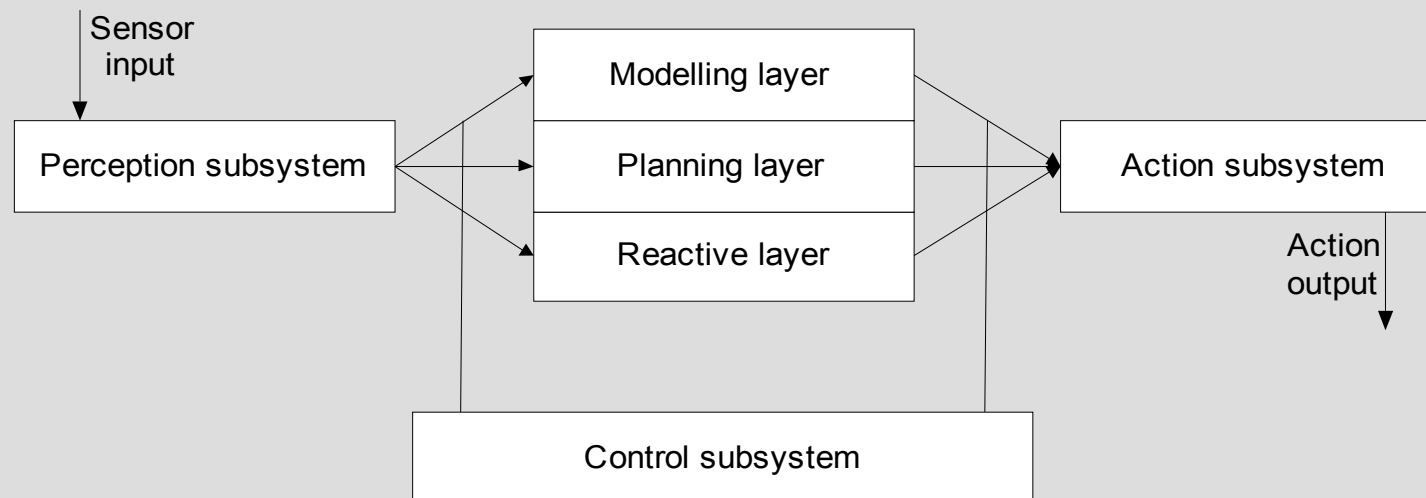 Sensor
input
Modelling layer
Perception subsystem
Planning layer
Action subsystem
Reactive layer
Action
output
Control subsystem